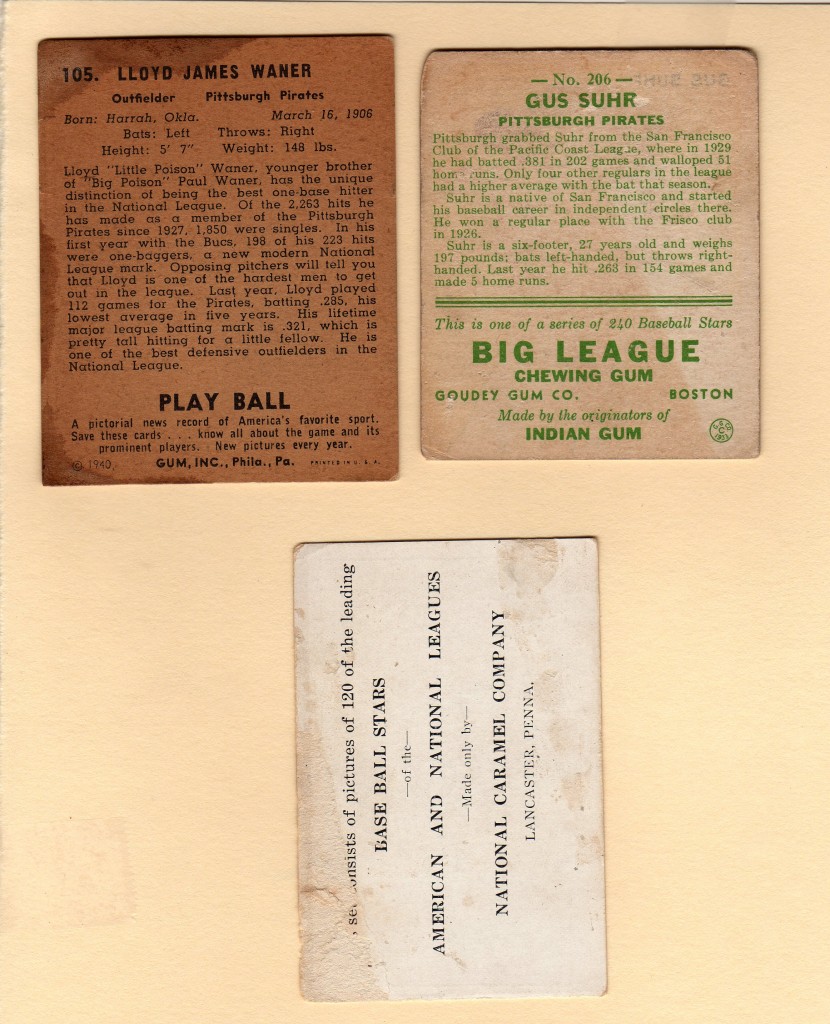 105. LLOYD JAMES WANER
Outfielder Pittsburgh Pirates
Born: Harrah, Okla. March 16, 1906
Bats: Left Throws: Right
Height: 5' 7" Weight: 148 lbs.
Lloyd "Little Poison" Waner, younger brother
of "Big Poison" Paul Waner, has the unique
distinction of being the best one-base hitter
in the National League. Of the 2,263 hits he
has made as a member of the Pittsburgh
Pirates since 1927, 1,850 were singles. In his
first year with the Bucs, 198 of his 223 hits
were one-baggers, a new modern National
League mark. Opposing pitchers will tell you
that Lloyd is one of the hardest men to get
out in the league. Last year, Lloyd played
112 games for the Pirates, batting .285, his
lowest average in five years. His lifetime
major league batting mark is .321, which is
pretty tall hitting for a little fellow. He is
one of the best defensive outfielders in the
National League.
PLAY BALL
A pictorial news record of America's favorite sport.
Save these cards . . . know all about the game and its
prominent players. New pictures every year.
© 1940. GUM, INC., Phila., Pa. PRINTED IN U. S. A.
— No. 206 —
GUS SUHR
PITTSBURGH PIRATES
Pittsburgh grabbed Suhr from the San Francisco
Club of the Pacific Coast League, where in 1929
he had batted .381 in 202 games and walloped 51
home runs. Only four other regulars in the league
had a higher average with the bat that season.
Suhr is a native of San Francisco and started
his baseball career in independent circles there.
He won a regular place with the Frisco club
in 1926.
Suhr is a six-footer, 27 years old and weighs
197 pounds; bats left-handed, but throws right-
handed. Last year he hit .263 in 154 games and
made 5 home runs.
This is one of a series of 240 Baseball Stars
BIG LEAGUE
CHEWING GUM
GOUDEY GUM CO. BOSTON
Made by the originators of
INDIAN GUM
set consists of pictures of 120 of the leading
BASE BALL STARS
—of the—
AMERICAN AND NATIONAL LEAGUES
—Made only by—
NATIONAL CARAMEL COMPANY
LANCASTER, PENNA.